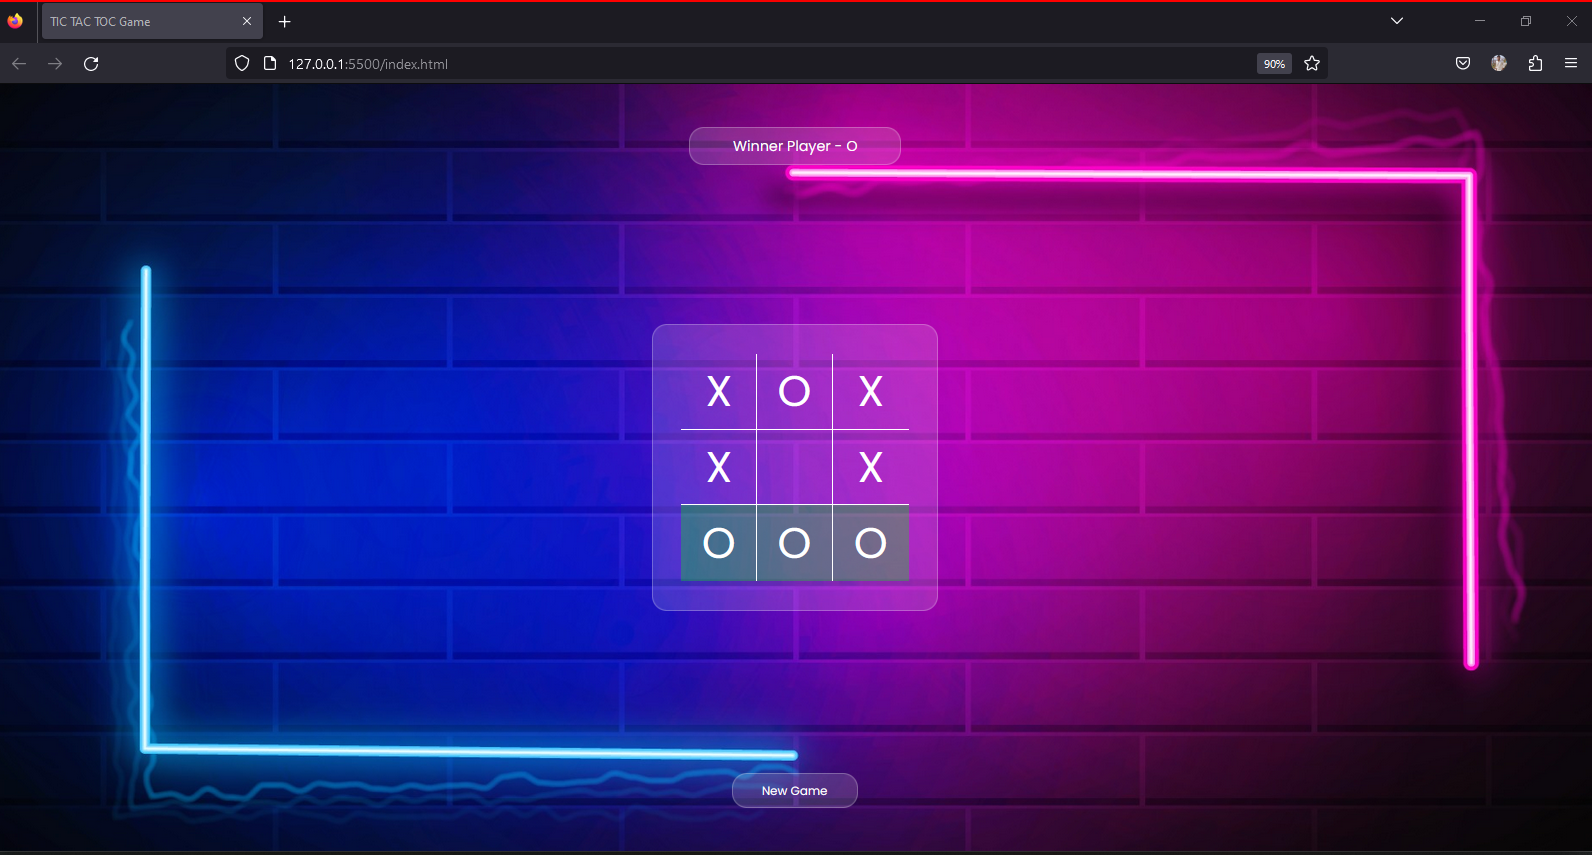 TIC TAC TOC Game
127.0.0.1:5500/index.html
90%
Winner Player - O
X O X
X X
O O O
New Game